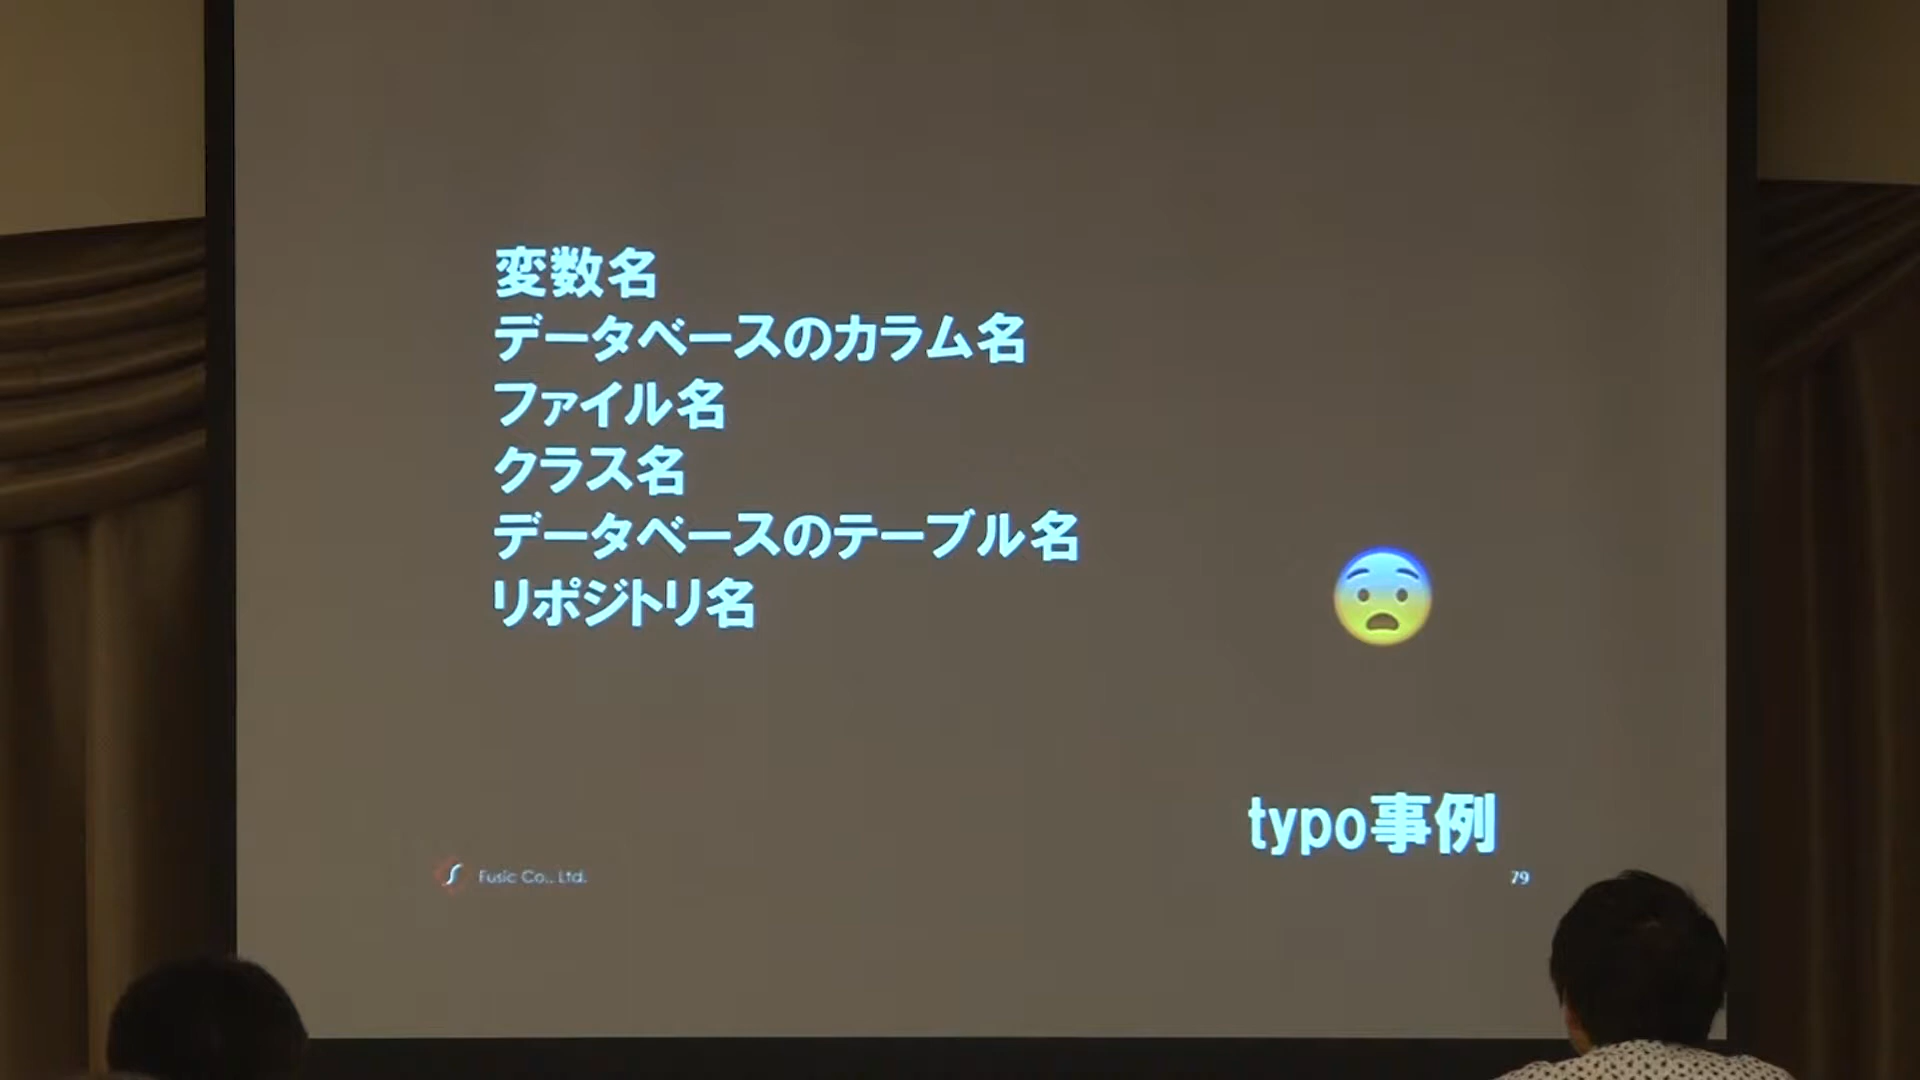 変数名
データベースのカラム名
ファイル名
クラス名
データベースのテーブル名
リポジトリ名
typo事例
Fusic Co., Ltd.
79